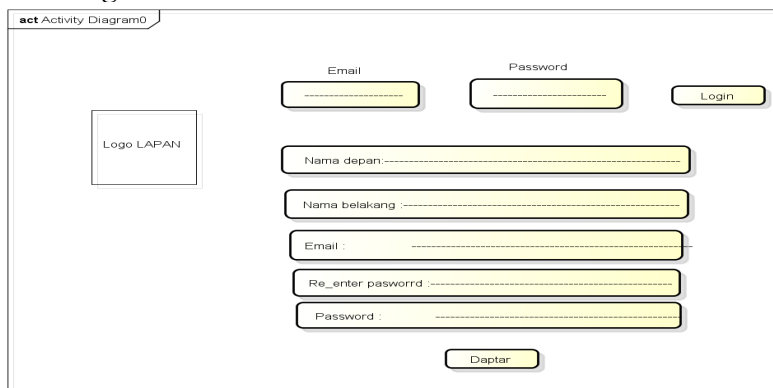 act Activity Diagram0
Email
Password
--------------------
-----------------------
Login
Logo LAPAN
Nama depan:------------------------------------------------------------
Nama belakang :--------------------------------------------------------
Email : ---------------------------------------------------------
Re_enter pasworrd :-------------------------------------------------
Password : --------------------------------------------------
Daptar